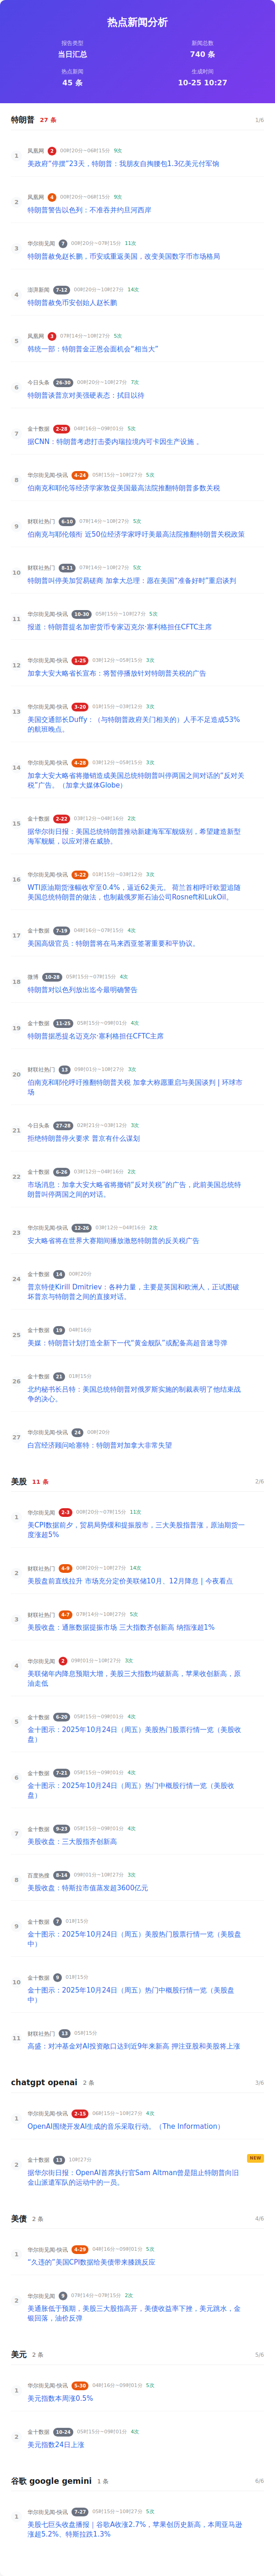 热点新闻分析
报告类型
新闻总数
当日汇总
740 条
热点新闻
生成时间
45 条
10-25 10:27
特朗普 27 条 1/6
1
凤凰网 2 00时20分~06时15分 9次
美政府“停摆”23天，特朗普：我朋友自掏腰包1.3亿美元付军饷
2
凤凰网 4 00时20分~06时15分 9次
特朗普警告以色列：不准吞并约旦河西岸
3
华尔街见闻 7 00时20分~07时15分 11次
特朗普赦免赵长鹏，币安或重返美国，改变美国数字币市场格局
4
澎湃新闻 7-12 00时20分~10时27分 14次
特朗普赦免币安创始人赵长鹏
5
凤凰网 3 07时14分~10时27分 5次
韩统一部：特朗普金正恩会面机会“相当大”
6
今日头条 26-30 00时20分~10时27分 7次
特朗普谈普京对美强硬表态：拭目以待
7
金十数据 2-28 04时16分~09时01分 5次
据CNN：特朗普考虑打击委内瑞拉境内可卡因生产设施 。
8
华尔街见闻-快讯 4-24 05时15分~10时27分 5次
伯南克和耶伦等经济学家敦促美国最高法院推翻特朗普多数关税
9
财联社热门 6-10 07时14分~10时27分 5次
伯南克与耶伦领衔 近50位经济学家呼吁美最高法院推翻特朗普关税政策
10
财联社热门 8-11 07时14分~10时27分 5次
特朗普叫停美加贸易磋商 加拿大总理：愿在美国“准备好时”重启谈判
11
华尔街见闻-快讯 10-30 05时15分~10时27分 5次
报道：特朗普提名加密货币专家迈克尔·塞利格担任CFTC主席
12
华尔街见闻-快讯 1-25 03时12分~05时15分 3次
加拿大安大略省长宣布：将暂停播放针对特朗普关税的广告
13
华尔街见闻-快讯 3-20 01时15分~03时12分 3次
美国交通部长Duffy：（与特朗普政府关门相关的）人手不足造成53%
的航班晚点。
14
华尔街见闻-快讯 4-28 03时12分~05时15分 3次
加拿大安大略省将撤销造成美国总统特朗普叫停两国之间对话的“反对关
税”广告。（加拿大媒体Globe）
15
金十数据 2-22 03时12分~04时16分 2次
据华尔街日报：美国总统特朗普推动新建海军军舰级别，希望建造新型
海军舰艇，以应对潜在威胁。
16
华尔街见闻-快讯 5-22 01时15分~03时12分 3次
WTI原油期货涨幅收窄至0.4%，逼近62美元。 荷兰首相呼吁欧盟追随
美国总统特朗普的做法，也制裁俄罗斯石油公司Rosneft和LukOil。
17
金十数据 7-19 04时16分~07时15分 4次
美国高级官员：特朗普将在马来西亚签署重要和平协议。
18
微博 10-28 05时15分~07时15分 4次
特朗普对以色列放出迄今最明确警告
19
金十数据 11-25 05时15分~09时01分 4次
特朗普据悉提名迈克尔·塞利格担任CFTC主席
20
财联社热门 13 09时01分~10时27分 3次
伯南克和耶伦呼吁推翻特朗普关税 加拿大称愿重启与美国谈判 | 环球市
场
21
今日头条 27-28 02时21分~03时12分 3次
拒绝特朗普停火要求 普京有什么谋划
22
金十数据 6-26 03时12分~04时16分 2次
市场消息：加拿大安大略省将撤销“反对关税”的广告，此前美国总统特
朗普叫停两国之间的对话。
23
华尔街见闻-快讯 12-26 03时12分~04时16分 2次
安大略省将在世界大赛期间播放激怒特朗普的反关税广告
24
金十数据 14 00时20分
普京特使Kirill Dmitriev：各种力量，主要是英国和欧洲人，正试图破
坏普京与特朗普之间的直接对话。
25
金十数据 19 04时16分
美媒：特朗普计划打造全新下一代“黄金舰队”或配备高超音速导弹
26
金十数据 21 01时15分
北约秘书长吕特：美国总统特朗普对俄罗斯实施的制裁表明了他结束战
争的决心。
27
华尔街见闻-快讯 24 00时20分
白宫经济顾问哈塞特：特朗普对加拿大非常失望
美股 11 条 2/6
1
华尔街见闻 2-3 00时20分~07时15分 11次
美CPI数据前夕，贸易局势缓和提振股市，三大美股指普涨，原油期货一
度涨超5%
2
财联社热门 4-9 00时20分~10时27分 14次
美股盘前直线拉升 市场充分定价美联储10月、12月降息 | 今夜看点
3
财联社热门 4-7 07时14分~10时27分 5次
美股收盘：通胀数据提振市场 三大指数齐创新高 纳指涨超1%
4
华尔街见闻 2 09时01分~10时27分 3次
美联储年内降息预期大增，美股三大指数均破新高，苹果收创新高，原
油走低
5
金十数据 6-20 05时15分~09时01分 4次
金十图示：2025年10月24日（周五）美股热门股票行情一览（美股收
盘）
6
金十数据 7-21 05时15分~09时01分 4次
金十图示：2025年10月24日（周五）热门中概股行情一览（美股收
盘）
7
金十数据 9-23 05时15分~09时01分 4次
美股收盘：三大股指齐创新高
8
百度热搜 8-14 09时01分~10时27分 3次
美股收盘：特斯拉市值蒸发超3600亿元
9
金十数据 7 01时15分
金十图示：2025年10月24日（周五）美股热门股票行情一览（美股盘
中）
10
金十数据 9 01时15分
金十图示：2025年10月24日（周五）热门中概股行情一览（美股盘
中）
11
财联社热门 13 05时15分
高盛：对冲基金对AI投资敞口达到近9年来新高 押注亚股和美股将上涨
chatgpt openai 2 条 3/6
1
华尔街见闻-快讯 2-15 06时15分~10时27分 4次
OpenAI围绕开发AI生成的音乐采取行动。（The Information）
NEW
2
金十数据 13 10时27分
据华尔街日报：OpenAI首席执行官Sam Altman曾是阻止特朗普向旧
金山派遣军队的运动中的一员。
美债 2 条 4/6
1
华尔街见闻-快讯 4-29 04时16分~09时01分 5次
“久违的”美国CPI数据给美债带来膝跳反应
2
华尔街见闻 9 07时14分~07时15分 2次
美通胀低于预期，美股三大股指高开，美债收益率下挫，美元跳水，金
银回落，油价反弹
美元 2 条 5/6
1
华尔街见闻-快讯 5-30 04时16分~09时01分 5次
美元指数本周涨0.5%
2
金十数据 10-24 05时15分~09时01分 4次
美元指数24日上涨
谷歌 google gemini 1 条 6/6
1
华尔街见闻-快讯 7-27 05时15分~10时27分 5次
美股七巨头收盘播报｜谷歌A收涨2.7%，苹果创历史新高，本周亚马逊
涨超5.2%、特斯拉跌1.3%